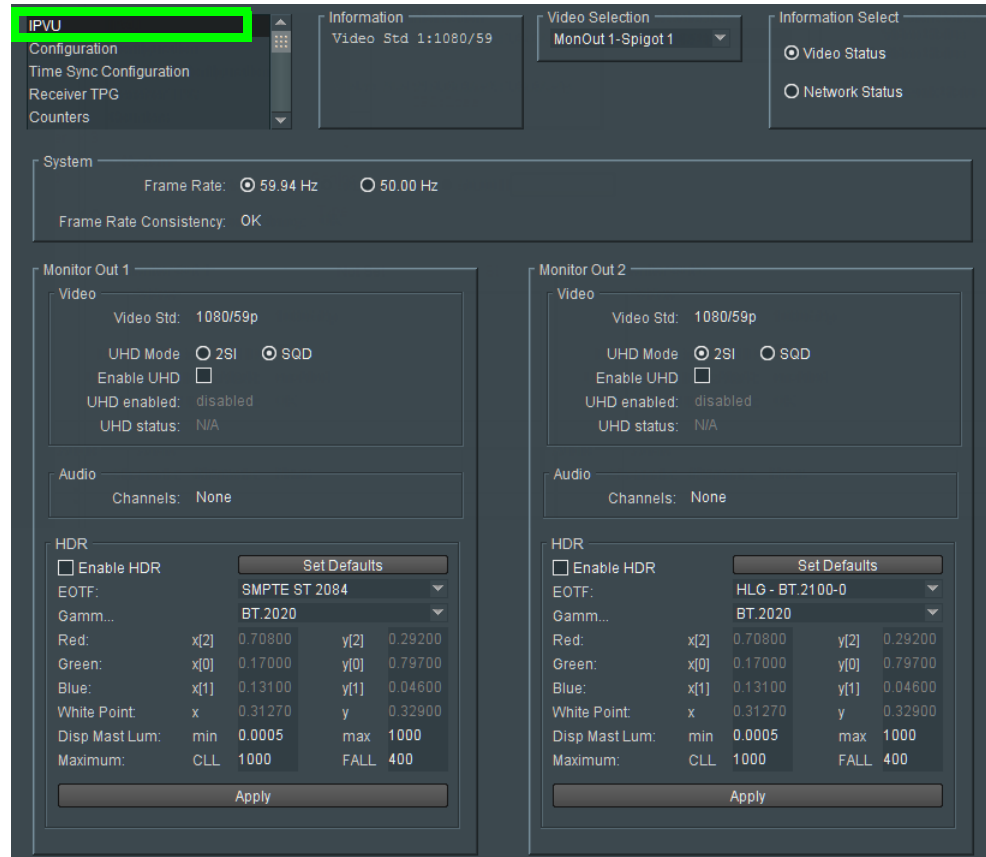 IPVU
Configuration
Time Sync Configuration
Receiver TPG
Counters
Information
Video Std 1:1080/59
Video Selection
MonOut 1-Spigot 1
Information Select
Video Status
Network Status
System
Frame Rate: 59.94 Hz 50.00 Hz
Frame Rate Consistency: OK
Monitor Out 1
Video
Video Std: 1080/59p
UHD Mode 2SI SQD
Enable UHD
UHD enabled: disabled
UHD status: N/A
Audio
Channels: None
HDR
Enable HDR Set Defaults
EOTF: SMPTE ST 2084
Gamm... BT.2020
Red: x[2] 0.70800 y[2] 0.29200
Green: x[0] 0.17000 y[0] 0.79700
Blue: x[1] 0.13100 y[1] 0.04600
White Point: x 0.31270 y 0.32900
Disp Mast Lum: min 0.0005 max 1000
Maximum: CLL 1000 FALL 400
Apply
Monitor Out 2
Video
Video Std: 1080/59p
UHD Mode 2SI SQD
Enable UHD
UHD enabled: disabled
UHD status: N/A
Audio
Channels: None
HDR
Enable HDR Set Defaults
EOTF: HLG - BT.2100-0
Gamm... BT.2020
Red: x[2] 0.70800 y[2] 0.29200
Green: x[0] 0.17000 y[0] 0.79700
Blue: x[1] 0.13100 y[1] 0.04600
White Point: x 0.31270 y 0.32900
Disp Mast Lum: min 0.0005 max 1000
Maximum: CLL 1000 FALL 400
Apply